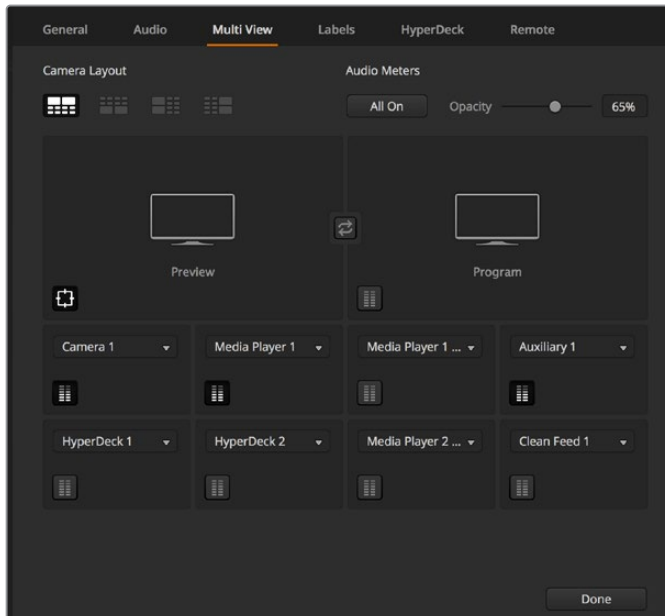 General Audio Multi View Labels HyperDeck Remote
Camera Layout Audio Meters
All On Opacity 65%
Preview Program
Camera 1 Media Player 1 Media Player 1 ... Auxiliary 1
HyperDeck 1 HyperDeck 2 Media Player 2 ... Clean Feed 1
Done